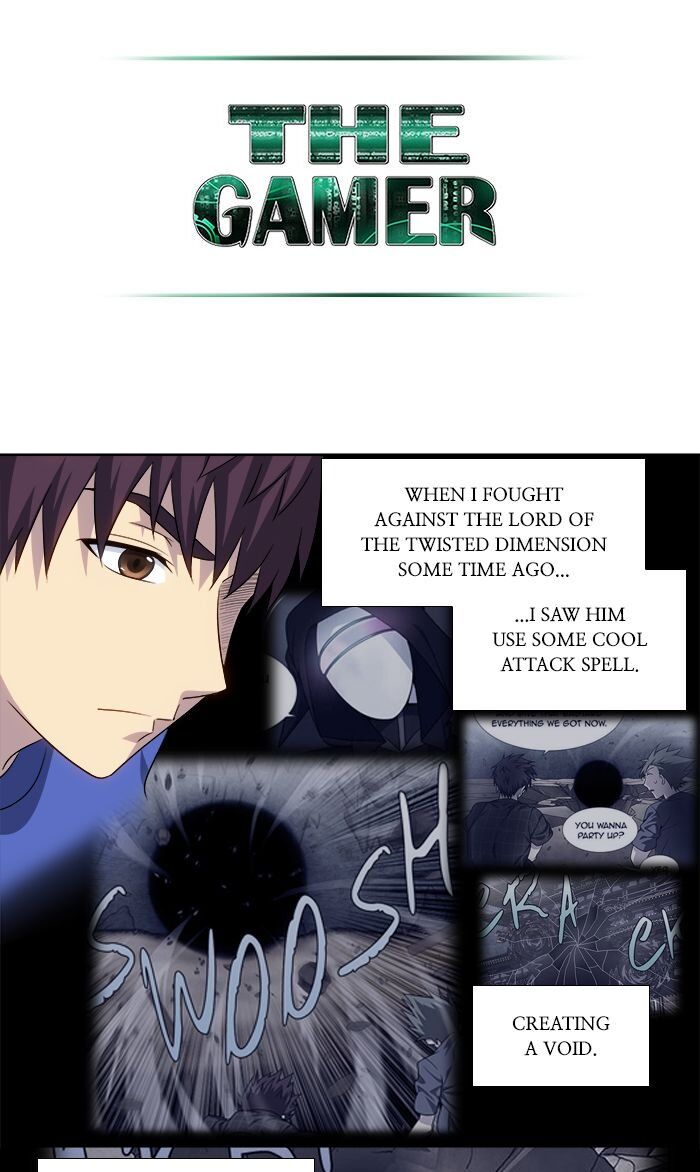 THE
GAMER
WHEN I FOUGHT
AGAINST THE LORD OF
THE TWISTED DIMENSION
SOME TIME AGO...
...I SAW HIM
USE SOME COOL
ATTACK SPELL.
EVERYTHING WE GOT NOW.
YOU WANNA
PARTY UP?
SWOOSH
CREATING
A VOID.